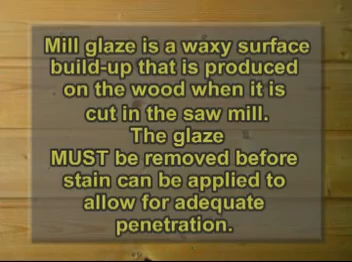 Mill glaze is a waxy surface
build-up that is produced
on the wood when it is
cut in the saw mill.
The glaze
MUST be removed before
stain can be applied to
allow for adequate
penetration.